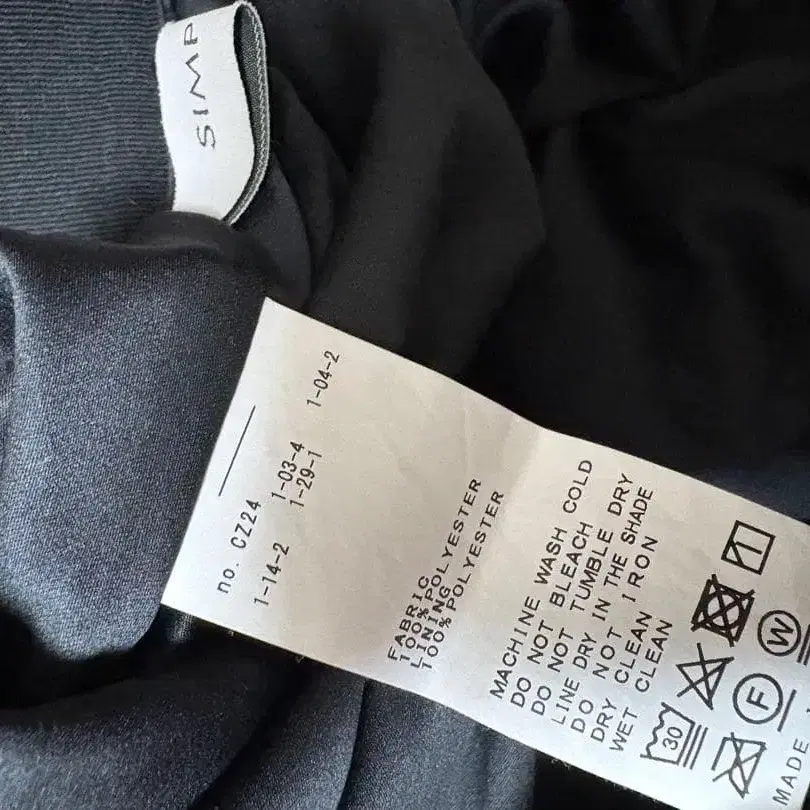 SIMP
no. CZ24
1-14-2 1-03-4 1-04-2
1-29-1
FABRIC
100%POLYESTER
LINING
100%POLYESTER
MACHINE WASH COLD
DO NOT BLEACH
DO NOT TUMBLE DRY
LINE DRY IN THE SHADE
DO NOT IRON
DRY CLEAN
WET CLEAN
30
F
W
MADE